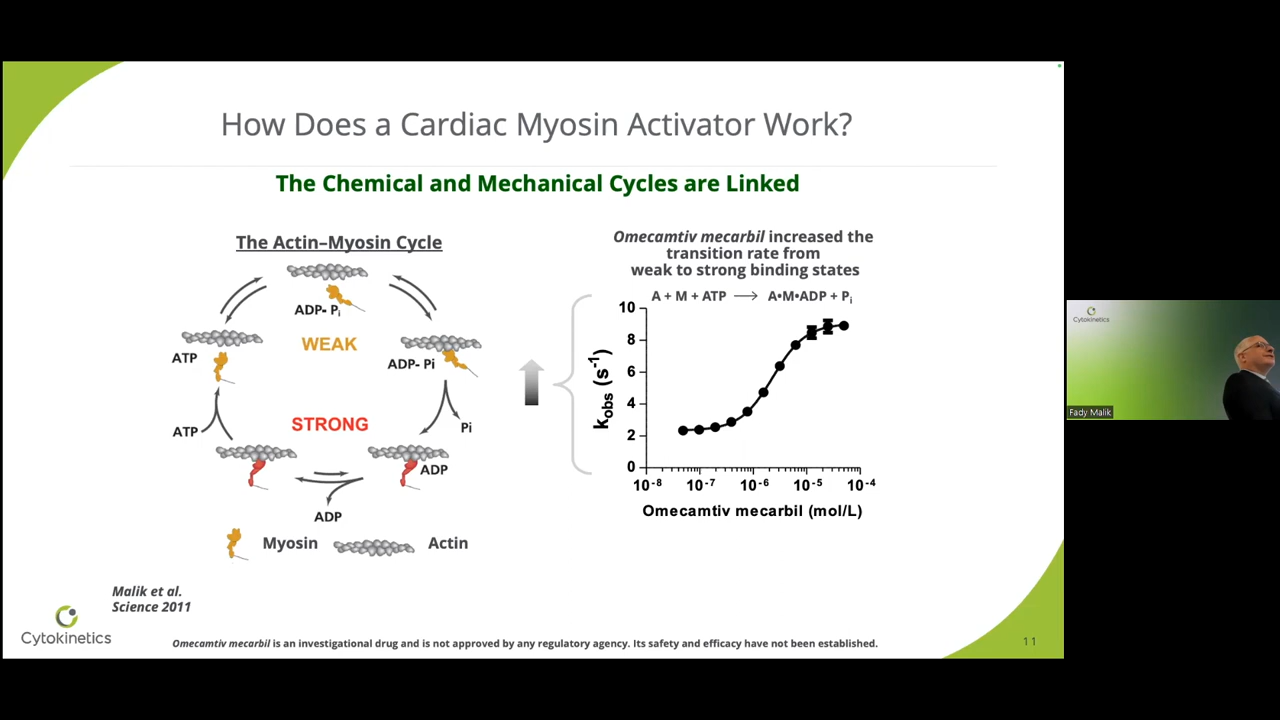 How Does a Cardiac Myosin Activator Work?
The Chemical and Mechanical Cycles are Linked
The Actin–Myosin Cycle
ADP- Pi
WEAK
ATP
ADP- Pi
STRONG
ATP
Pi
ADP
ADP
Myosin
Actin
Omecamtiv mecarbil increased the
transition rate from
weak to strong binding states
A + M + ATP → A•M•ADP + Pi
kobs (s-1)
10
8
6
4
2
0
10-8 10-7 10-6 10-5 10-4
Omecamtiv mecarbil (mol/L)
Malik et al.
Science 2011
Cytokinetics
Omecamtiv mecarbil is an investigational drug and is not approved by any regulatory agency. Its safety and efficacy have not been established.
11
Cytokinetics
Fady Malik